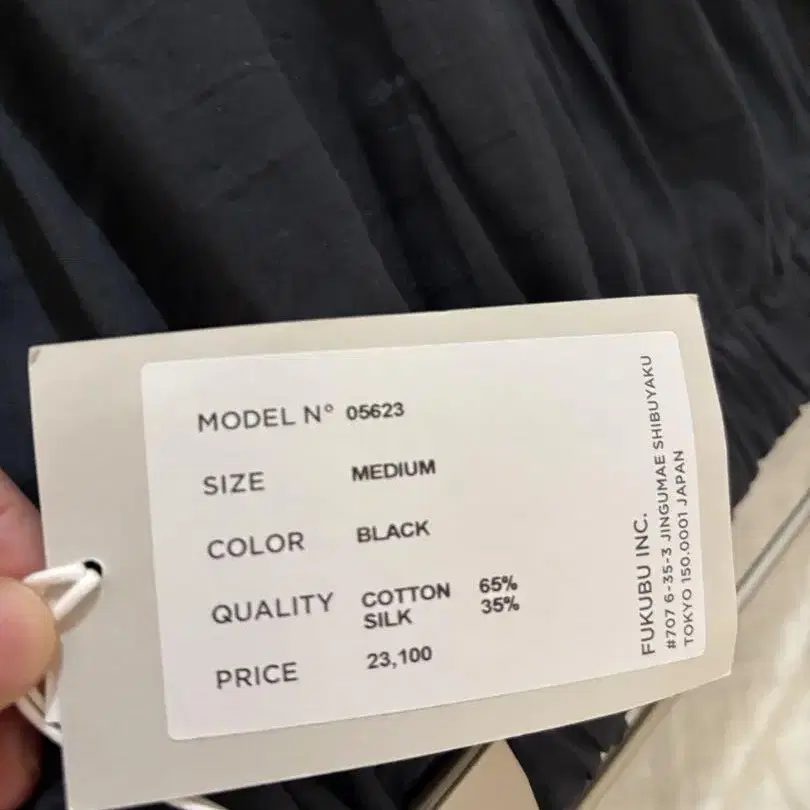 MODEL N° 05623
SIZE MEDIUM
COLOR BLACK
QUALITY COTTON 65%
SILK 35%
PRICE 23,100
FUKUBU INC.
#707 6-35-3 JINGUMAE SHIBUYAKU
TOKYO 150.0001 JAPAN